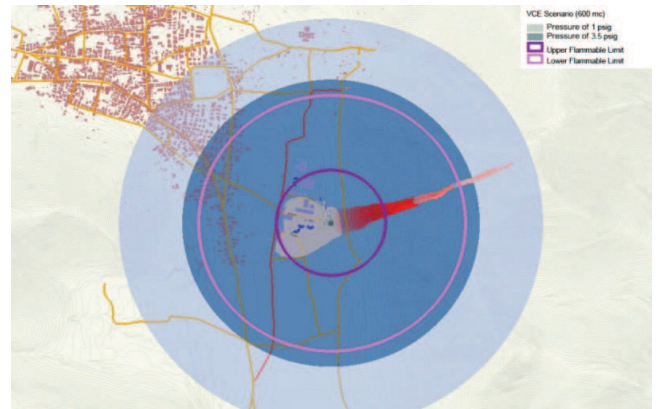 VCE Scenario (600 mc)
Pressure of 1 psig
Pressure of 3.5 psig
Upper Flammable Limit
Lower Flammable Limit